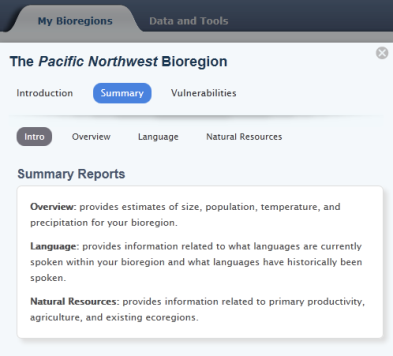 My Bioregions Data and Tools
The Pacific Northwest Bioregion
Introduction Summary Vulnerabilities
Intro Overview Language Natural Resources
Summary Reports
Overview: provides estimates of size, population, temperature, and
precipitation for your bioregion.
Language: provides information related to what languages are currently
spoken within your bioregion and what languages have historically been
spoken.
Natural Resources: provides information related to primary productivity,
agriculture, and existing ecoregions.